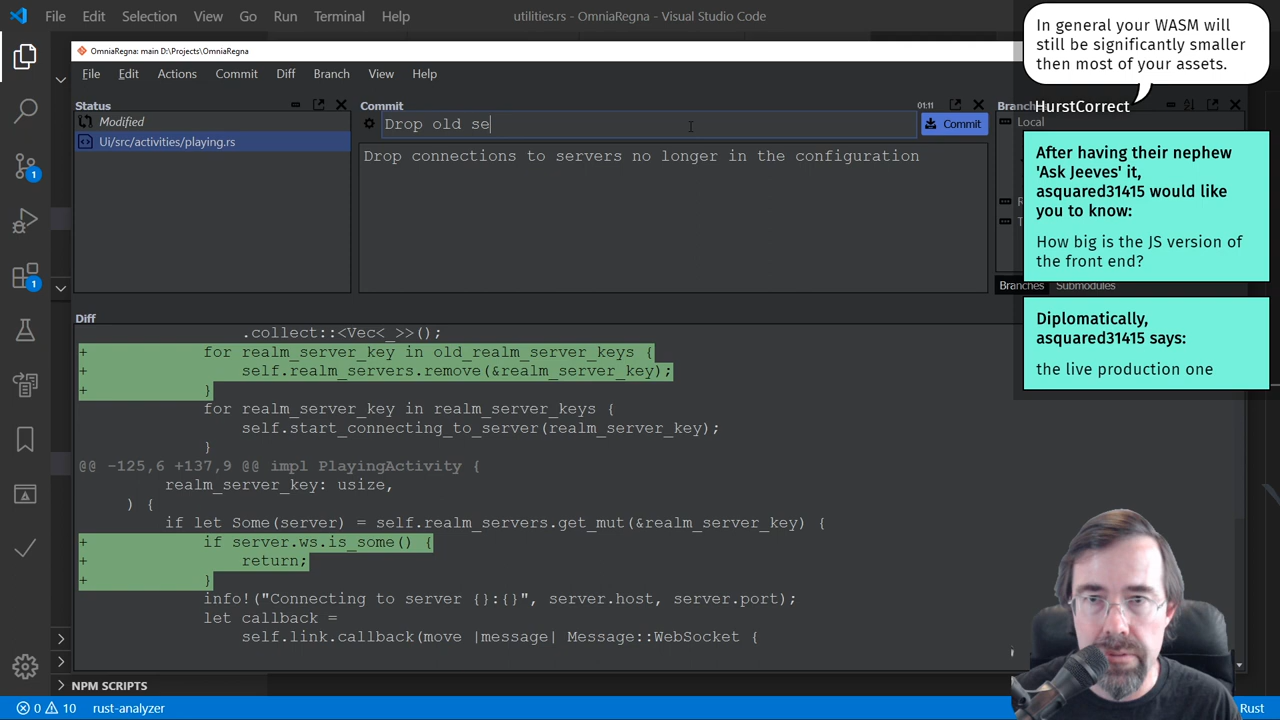 File Edit Selection View Go Run Terminal Help
utilities.rs - OmniaRegna - Visual Studio Code
OmniaRegna: main D:\Projects\OmniaRegna
File Edit Actions Commit Diff Branch View Help
Status
Modified
Ui/src/activities/playing.rs
Commit
01:11
Drop old se
Commit
Drop connections to servers no longer in the configuration
Local
Branches Submodules
Diff
.collect::<Vec<_>>();
+ for realm_server_key in old_realm_server_keys {
+ self.realm_servers.remove(&realm_server_key);
+ }
for realm_server_key in realm_server_keys {
self.start_connecting_to_server(realm_server_key);
}
@@ -125,6 +137,9 @@ impl PlayingActivity {
realm_server_key: usize,
) {
if let Some(server) = self.realm_servers.get_mut(&realm_server_key) {
+ if server.ws.is_some() {
+ return;
+ }
info!("Connecting to server {}:{}", server.host, server.port);
let callback =
self.link.callback(move |message| Message::WebSocket {
NPM SCRIPTS
1
1
0 10 rust-analyzer
Rust
In general your WASM will
still be significantly smaller
then most of your assets.
HurstCorrect
After having their nephew
'Ask Jeeves' it,
asquared31415 would like
you to know:
How big is the JS version of
the front end?
Diplomatically,
asquared31415 says:
the live production one